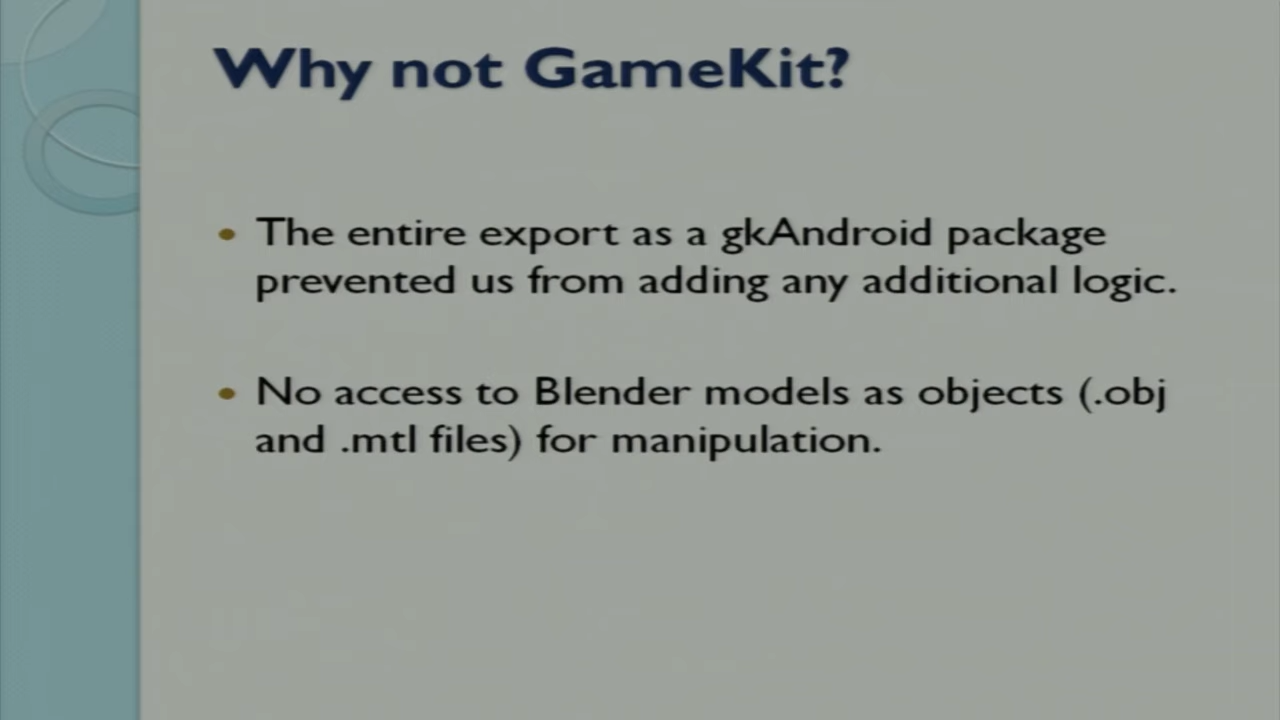 Why not GameKit?
• The entire export as a gkAndroid package
prevented us from adding any additional logic.
• No access to Blender models as objects (.obj
and .mtl files) for manipulation.